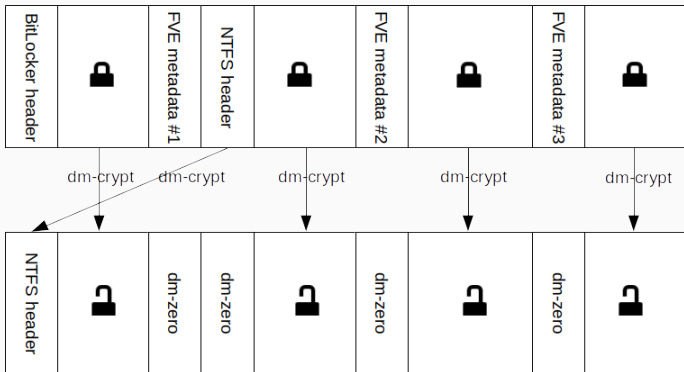 BitLocker header
FVE metadata #1
NTFS header
FVE metadata #2
FVE metadata #3
dm-crypt
dm-crypt
dm-crypt
dm-crypt
dm-crypt
NTFS header
dm-zero
dm-zero
dm-zero
dm-zero